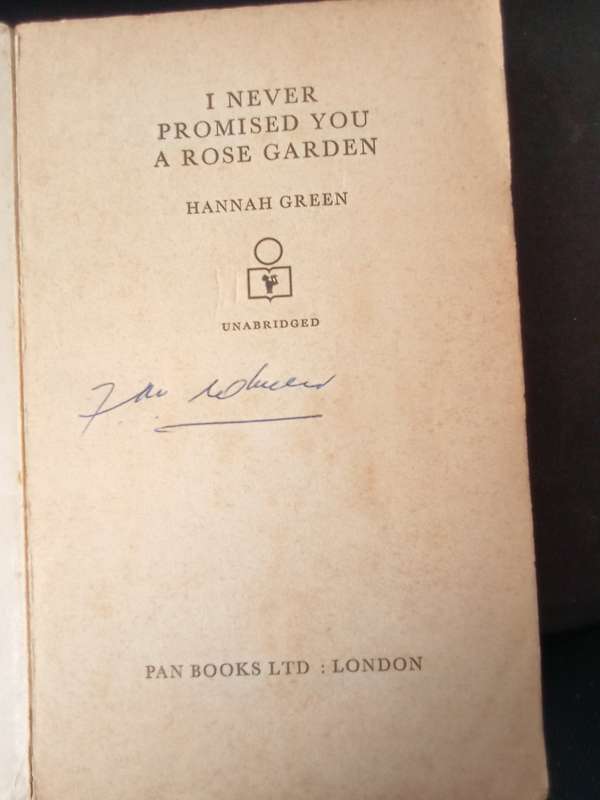 I NEVER
PROMISED YOU
A ROSE GARDEN
HANNAH GREEN
UNABRIDGED
PAN BOOKS LTD : LONDON